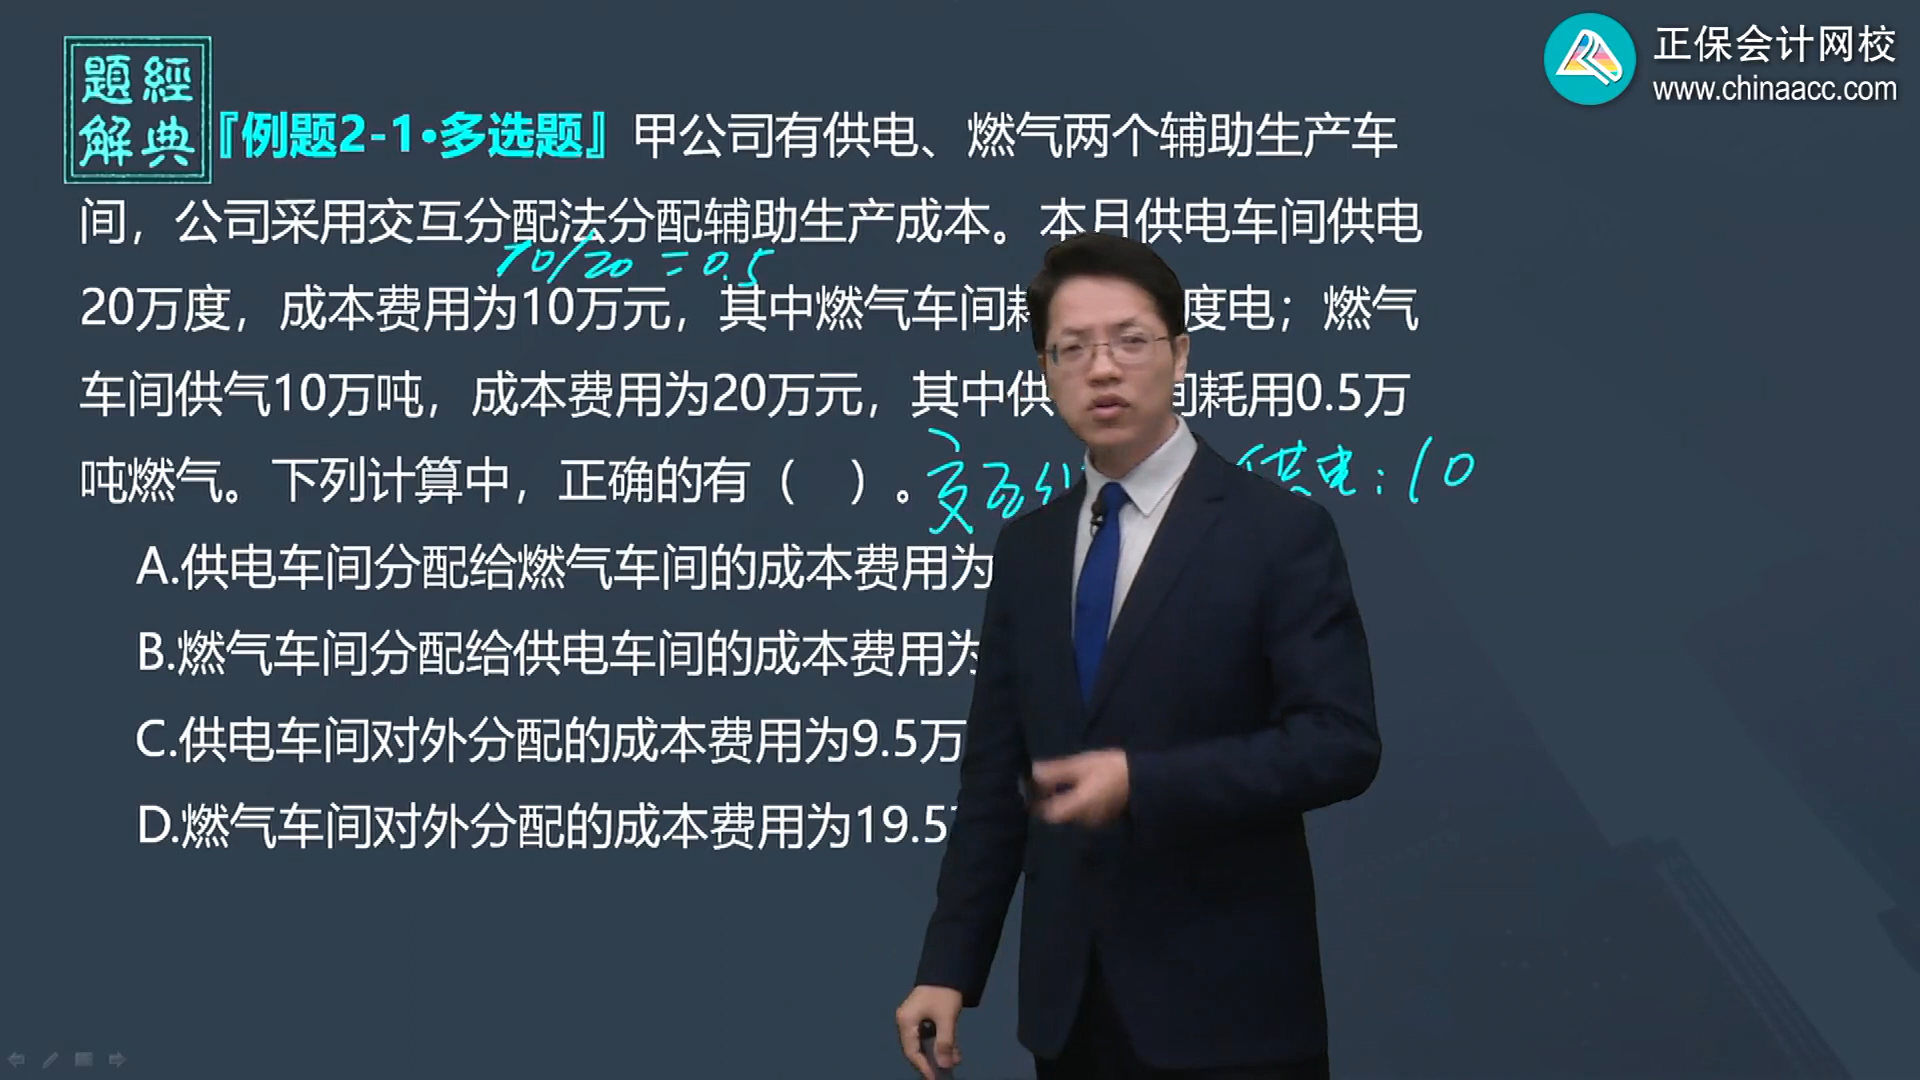 正保会计网校
www.chinaacc.com
經典題解
『例题2-1•多选题』甲公司有供电、燃气两个辅助生产车
间，公司采用交互分配法分配辅助生产成本。本月供电车间供电
10/20=0.5
20万度，成本费用为10万元，其中燃气车间 度电；燃气
车间供气10万吨，成本费用为20万元，其中供 间耗用0.5万
吨燃气。下列计算中，正确的有（ ）。
交互 供电：10
A.供电车间分配给燃气车间的成本费用为
B.燃气车间分配给供电车间的成本费用为
C.供电车间对外分配的成本费用为9.5万
D.燃气车间对外分配的成本费用为19.5